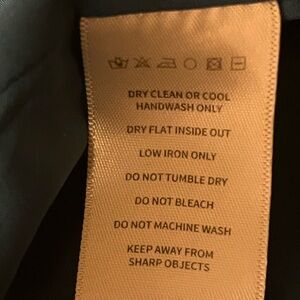 DRY CLEAN OR COOL
HANDWASH ONLY
DRY FLAT INSIDE OUT
LOW IRON ONLY
DO NOT TUMBLE DRY
DO NOT BLEACH
DO NOT MACHINE WASH
KEEP AWAY FROM
SHARP OBJECTS